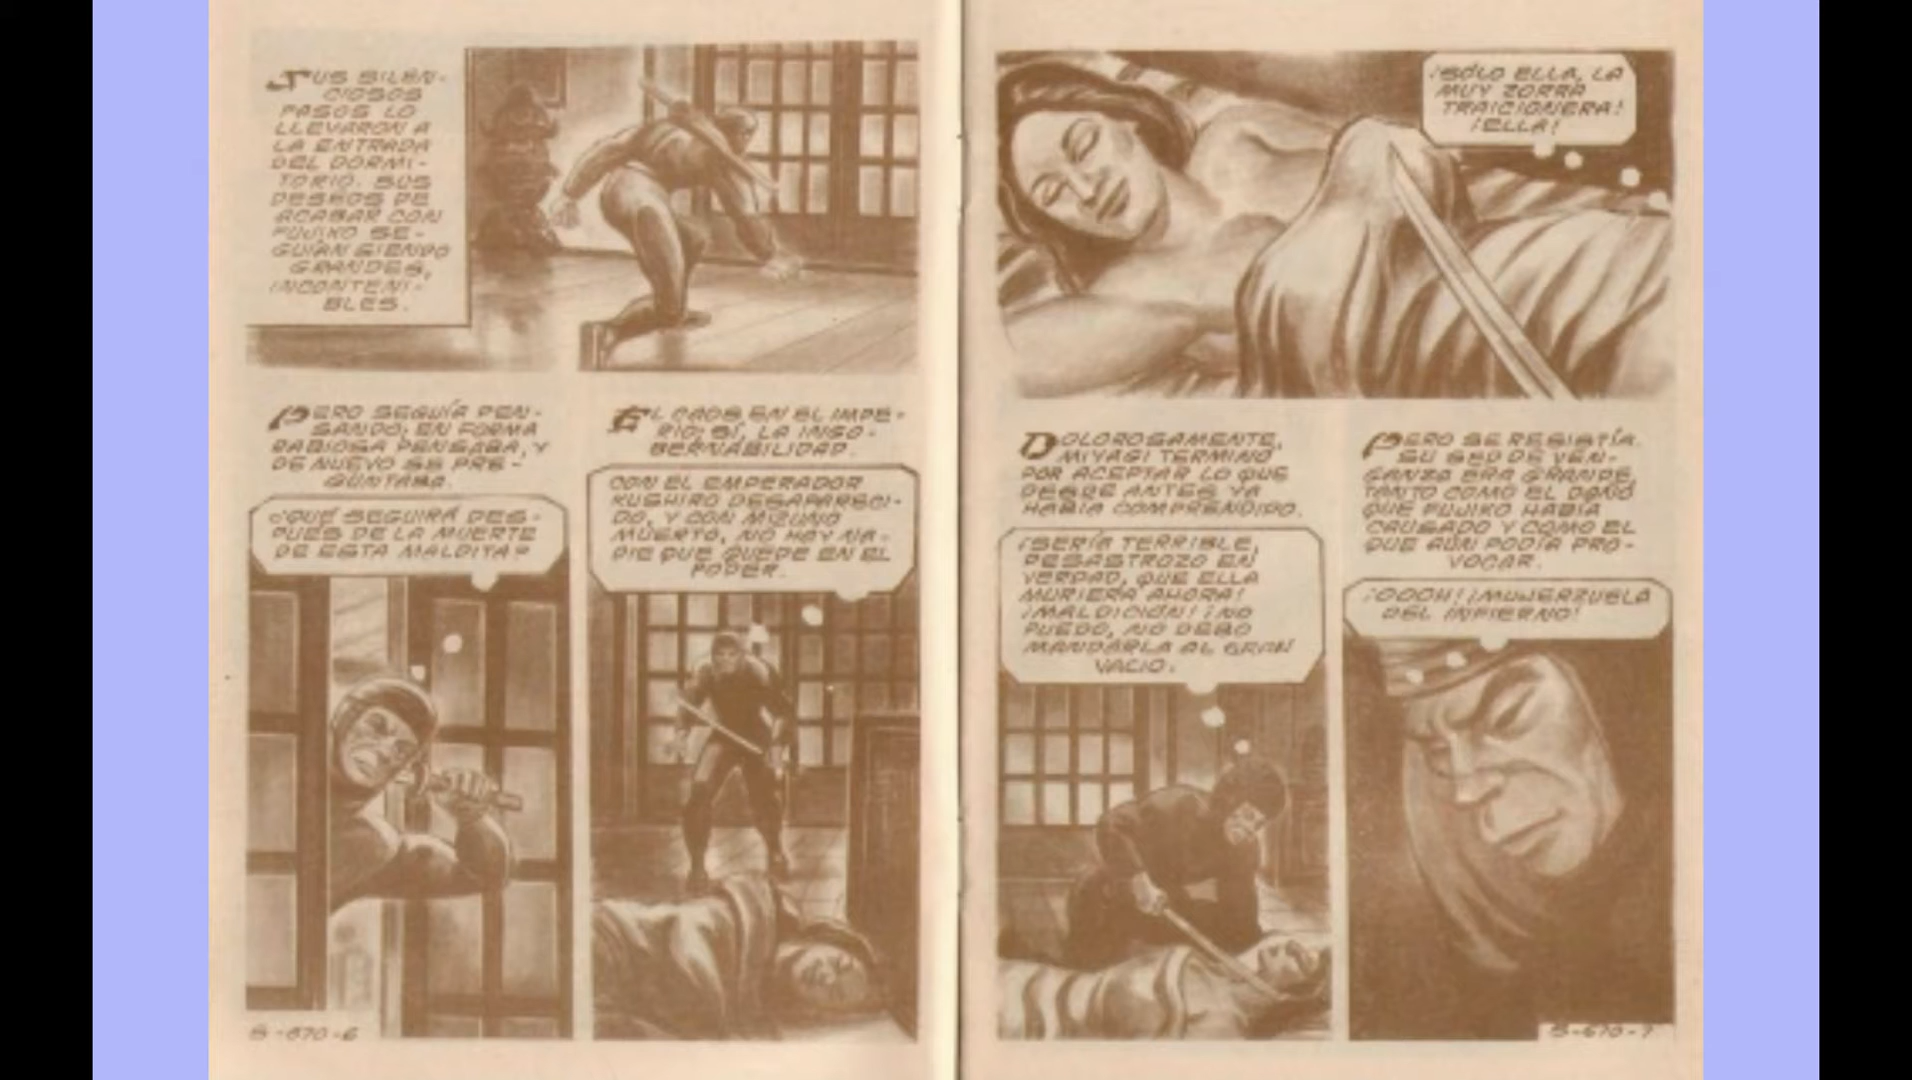 SUS SILEN-
CIOSOS
PASOS LO
LLEVARON A
LA ENTRADA
DEL DORMI-
TORIO. SUS
DESEOS DE
ACABAR CON
FUJIKO SE-
GUÍAN SIENDO
GRANDES,
INCONTENI-
BLES.
PERO SEGUÍA PEN-
SANDO; EN FORMA
RABIOSA PENSABA, Y
DE NUEVO SE PRE-
GUNTABA.
¿QUÉ SEGUIRÁ DES-
PUES DE LA MUERTE
DE ESTA MALDITA?
EL CAOS EN EL IMPE-
RIO; SÍ, LA INGO-
BERNABILIDAD.
CON EL EMPERADOR
KUSHIRO DESAPARECI-
DO, Y CON MIZUNO
MUERTO, NO HAY NA-
DIE QUE QUEDE EN EL
PODER.
S-670-6
¡SÓLO ELLA, LA
MUY ZORRA
TRAICIONERA!
¡ELLA!
DOLOROSAMENTE,
MIYAGI TERMINÓ
POR ACEPTAR LO QUE
DESDE ANTES YA
HABÍA COMPRENDIDO.
¡SERÍA TERRIBLE,
DESASTROZO EN
VERDAD, QUE ELLA
MURIERA AHORA!
¡MALDICIÓN! ¡NO
PUEDO, NO DEBO
MANDARLA AL GRAN
VACÍO.
PERO SE RESISTÍA.
SU SED DE VEN-
GANZA ERA GRANDE,
TANTO COMO EL DAÑO
QUE FUJIKO HABÍA
CAUSADO Y COMO EL
QUE AÚN PODÍA PRO-
VOCAR.
¡OOOH! ¡MUJERZUELA
DEL INFIERNO!
S-670-7